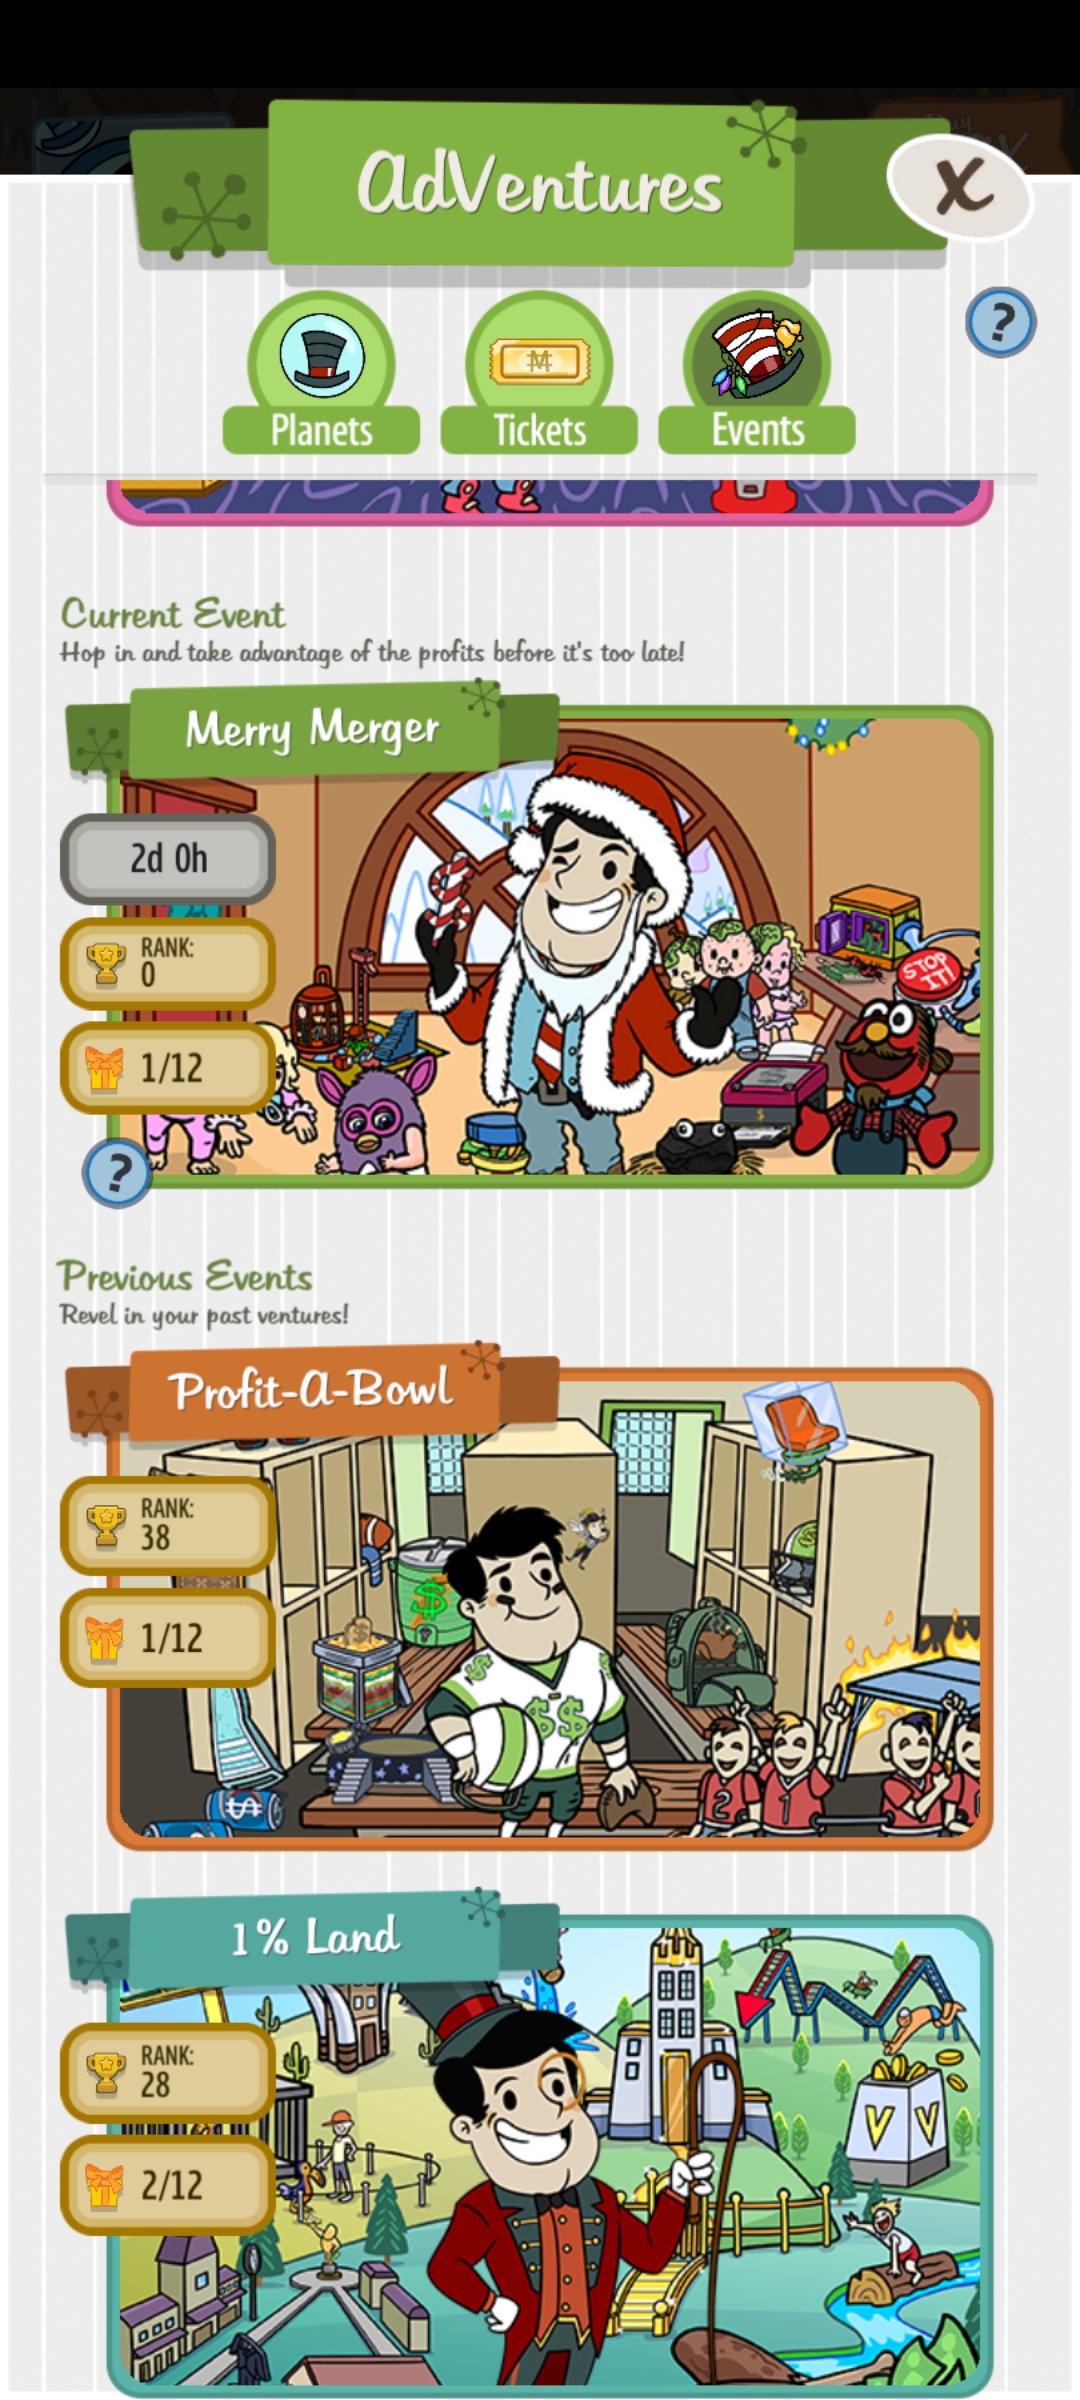 AdVentures
X
?
Planets
Tickets
Events
Current Event
Hop in and take advantage of the profits before it's too late!
Merry Merger
2d 0h
RANK:
0
1/12
STOP
IT!
$
?
Previous Events
Revel in your past ventures!
Profit-A-Bowl
RANK:
38
1/12
$
$
$$
$
2
1
1% Land
RANK:
28
2/12
V V